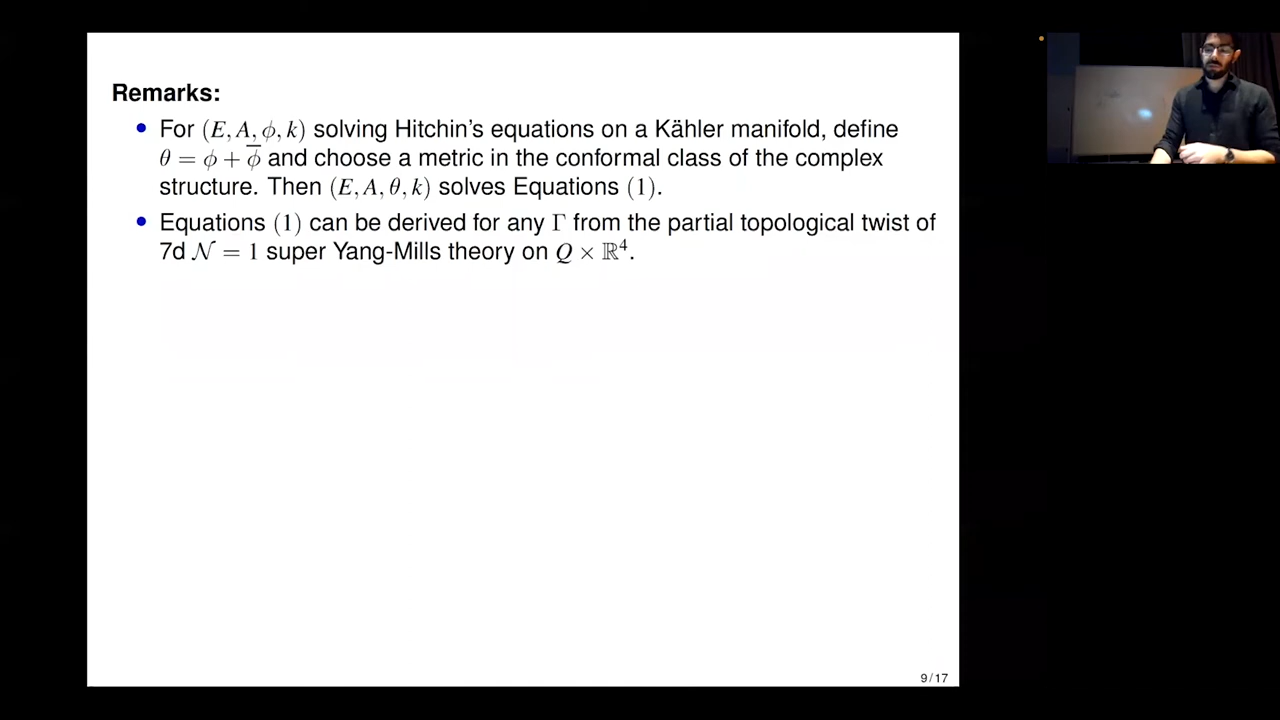 Remarks:
• For (E, A, ϕ, k) solving Hitchin's equations on a Kähler manifold, define
θ = ϕ + ϕ̅ and choose a metric in the conformal class of the complex
structure. Then (E, A, θ, k) solves Equations (1).
• Equations (1) can be derived for any Γ from the partial topological twist of
7d 𝒩 = 1 super Yang-Mills theory on Q × ℝ⁴.
9 / 17